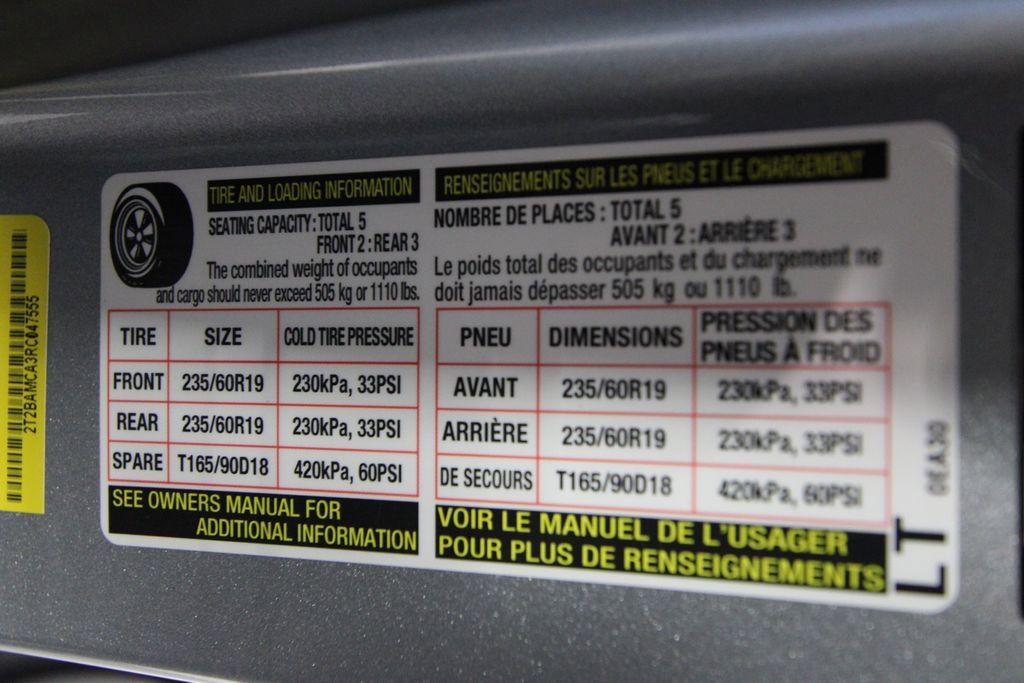 2T2BAMCA3RC047555
TIRE AND LOADING INFORMATION
SEATING CAPACITY: TOTAL 5
FRONT 2 : REAR 3
The combined weight of occupants
and cargo should never exceed 505 kg or 1110 lbs.
TIRE SIZE COLD TIRE PRESSURE
FRONT 235/60R19 230kPa, 33PSI
REAR 235/60R19 230kPa, 33PSI
SPARE T165/90D18 420kPa, 60PSI
SEE OWNERS MANUAL FOR
ADDITIONAL INFORMATION
RENSEIGNEMENTS SUR LES PNEUS ET LE CHARGEMENT
NOMBRE DE PLACES : TOTAL 5
AVANT 2 : ARRIÈRE 3
Le poids total des occupants et du chargement ne
doit jamais dépasser 505 kg ou 1110 lb.
PNEU DIMENSIONS PRESSION DES
PNEUS À FROID
AVANT 235/60R19 230kPa, 33PSI
ARRIÈRE 235/60R19 230kPa, 33PSI
DE SECOURS T165/90D18 420kPa, 60PSI
VOIR LE MANUEL DE L'USAGER
POUR PLUS DE RENSEIGNEMENTS
0EA30
LT